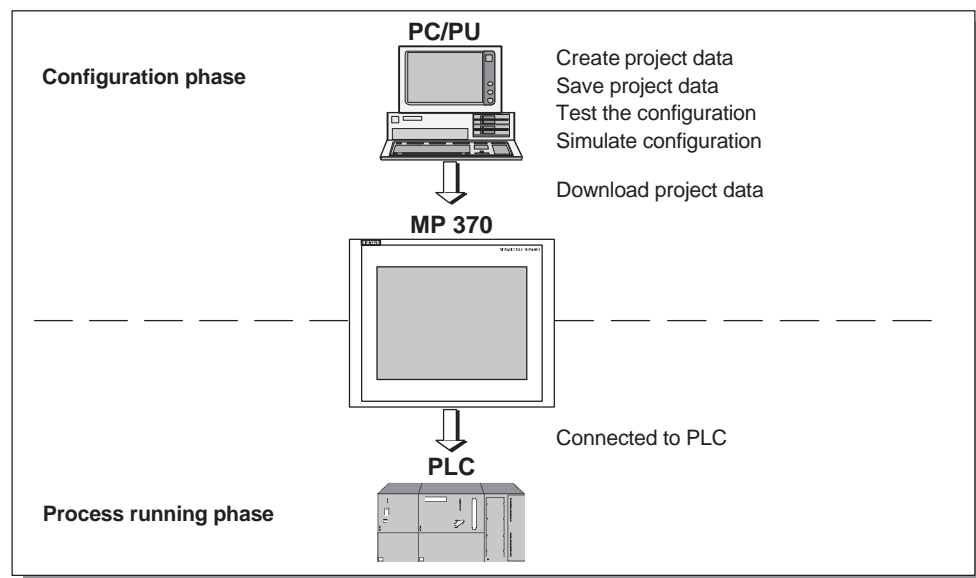 PC/PU
Configuration phase
Create project data
Save project data
Test the configuration
Simulate configuration
Download project data
MP 370
Connected to PLC
PLC
Process running phase